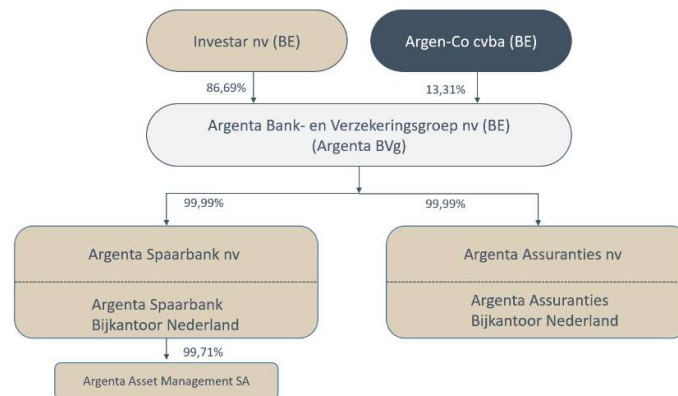 Investar nv (BE)
Argen-Co cvba (BE)
86,69%
13,31%
Argenta Bank- en Verzekeringsgroep nv (BE)
(Argenta BVg)
99,99%
99,99%
Argenta Spaarbank nv
Argenta Assuranties nv
Argenta Spaarbank
Bijkantoor Nederland
Argenta Assuranties
Bijkantoor Nederland
99,71%
Argenta Asset Management SA